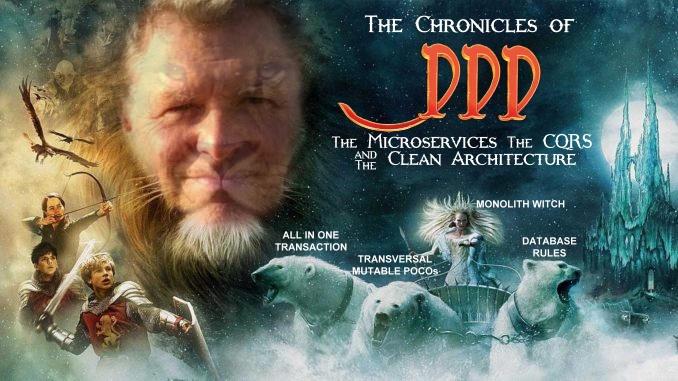 The Chronicles of
DDD
The Microservices The CQRS
and The Clean Architecture
MONOLITH WITCH
ALL IN ONE
TRANSACTION
TRANSVERSAL
MUTABLE POCOs
DATABASE
RULES